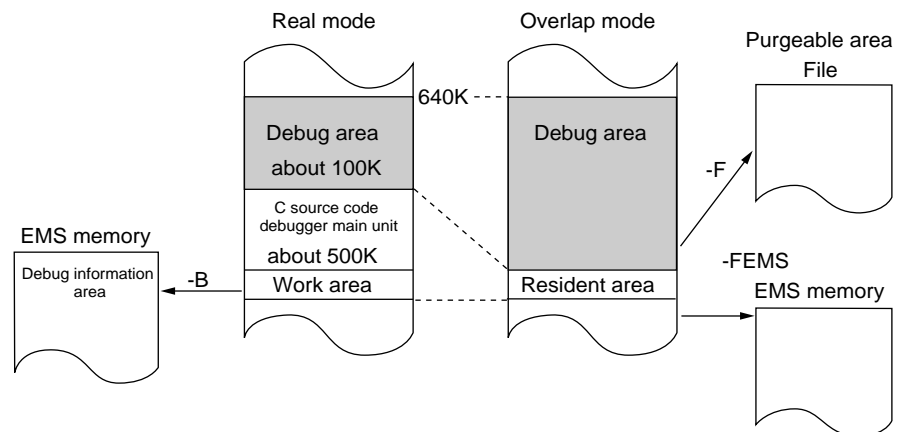 Real mode
Overlap mode
Purgeable area
File
640K
Debug area
about 100K
Debug area
-F
C source code
debugger main unit
about 500K
EMS memory
Debug information
area
-B
Work area
Resident area
-FEMS
EMS memory